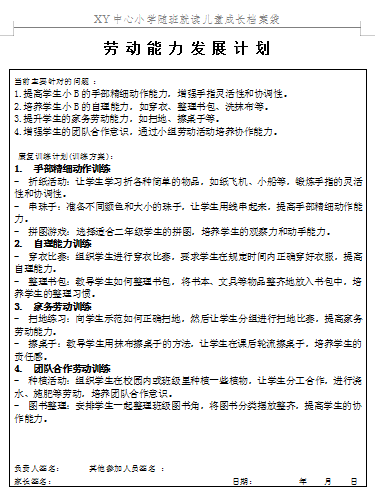 XY中心小学随班就读儿童成长档案袋
劳动能力发展计划
当前主要针对的问题：
1.提高学生小B的手部精细动作能力，增强手指灵活性和协调性。
2.培养学生小B的自理能力，如穿衣、整理书包、洗抹布等。
3.提升学生的家务劳动能力，如扫地、擦桌子等。
4.增强学生的团队合作意识，通过小组劳动活动培养协作能力。
康复训练计划(训练方案)：
1. 手部精细动作训练
- 折纸活动：让学生学习折各种简单的物品，如纸飞机、小船等，锻炼手指的灵活
性和协调性。
- 串珠子：准备不同颜色和大小的珠子，让学生用线串起来，提高手部精细动作能
力。
- 拼图游戏：选择适合二年级学生的拼图，培养学生的观察力和动手能力。
2. 自理能力训练
- 穿衣比赛：组织学生进行穿衣比赛，要求学生在规定时间内正确穿好衣服，提高
自理能力。
- 整理书包：教导学生如何整理书包，将书本、文具等物品整齐地放入书包中，培
养学生的整理习惯。
3. 家务劳动训练
- 扫地练习：向学生示范如何正确扫地，然后让学生分组进行扫地比赛，提高家务
劳动能力。
- 擦桌子：教导学生用抹布擦桌子的方法，让学生在课后轮流擦桌子，培养学生的
责任感。
4. 团队合作劳动训练
- 种植活动：组织学生在校园内或班级里种植一些植物，让学生分工合作，进行浇
水、施肥等劳动，培养团队合作意识。
- 图书整理：安排学生一起整理班级图书角，将图书分类摆放整齐，提高学生的协
作能力。
负责人签名： 其他参加人员签名：
家长签名： 日期： 年 月 日